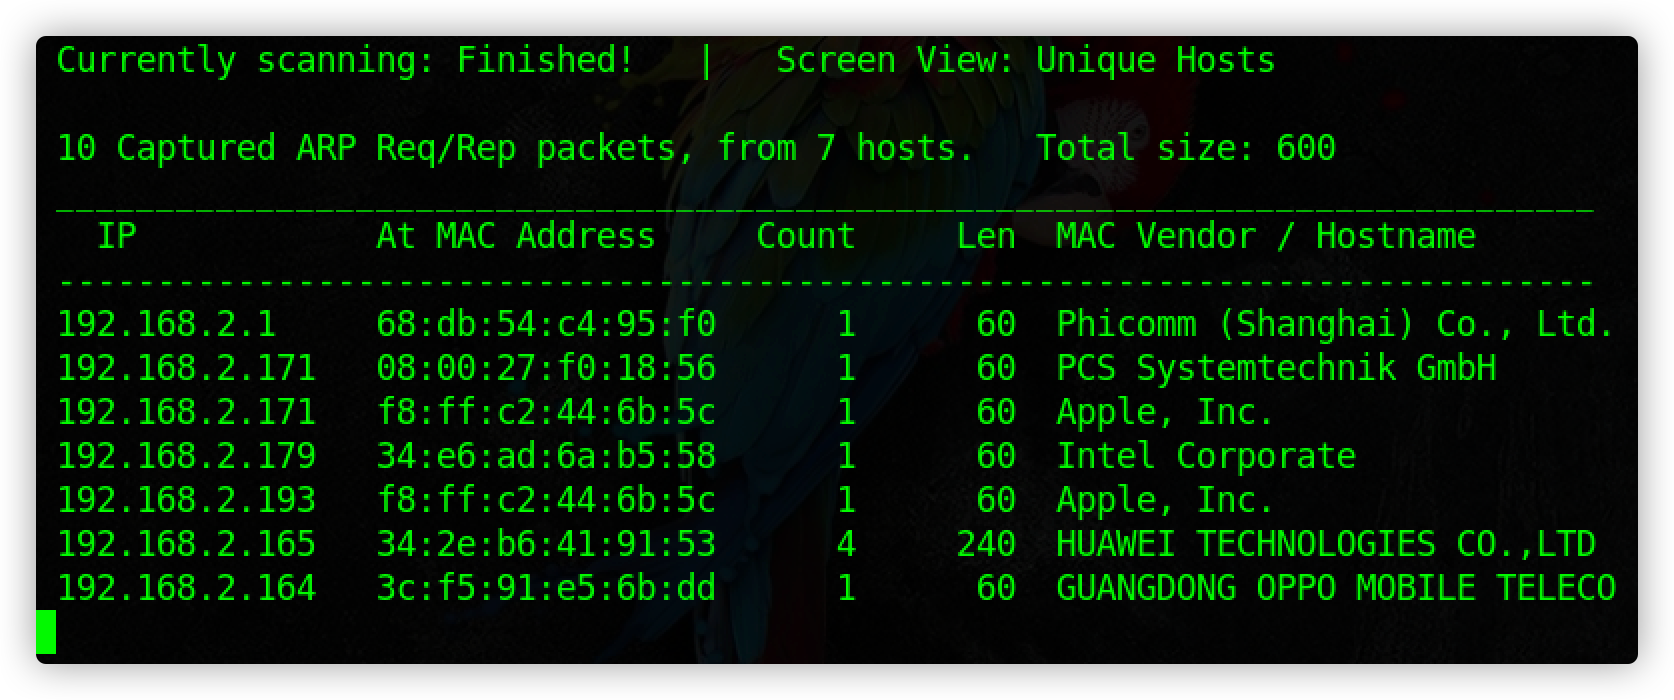 Currently scanning: Finished!   |   Screen View: Unique Hosts
10 Captured ARP Req/Rep packets, from 7 hosts.   Total size: 600
_____________________________________________________________________________
  IP            At MAC Address     Count     Len  MAC Vendor / Hostname
-----------------------------------------------------------------------------
192.168.2.1     68:db:54:c4:95:f0      1      60  Phicomm (Shanghai) Co., Ltd.
192.168.2.171   08:00:27:f0:18:56      1      60  PCS Systemtechnik GmbH
192.168.2.171   f8:ff:c2:44:6b:5c      1      60  Apple, Inc.
192.168.2.179   34:e6:ad:6a:b5:58      1      60  Intel Corporate
192.168.2.193   f8:ff:c2:44:6b:5c      1      60  Apple, Inc.
192.168.2.165   34:2e:b6:41:91:53      4     240  HUAWEI TECHNOLOGIES CO.,LTD
192.168.2.164   3c:f5:91:e5:6b:dd      1      60  GUANGDONG OPPO MOBILE TELECO